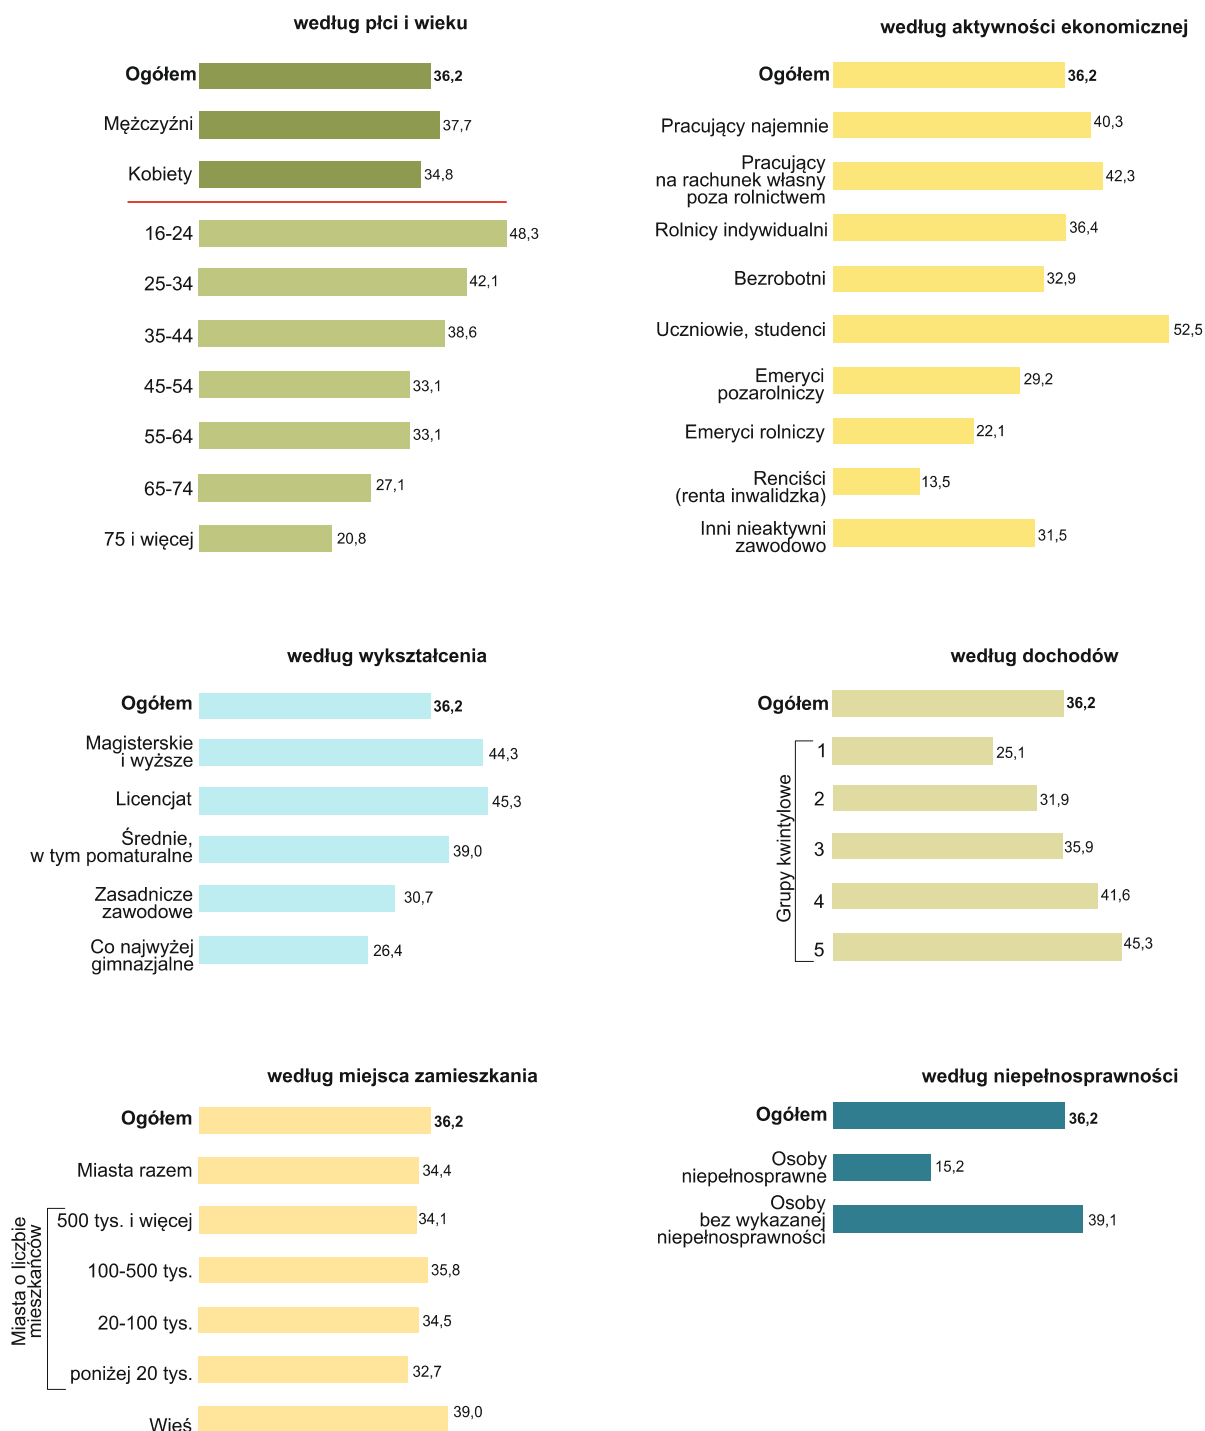 według płci i wieku
Ogółem 36,2
Mężczyźni 37,7
Kobiety 34,8
16-24 48,3
25-34 42,1
35-44 38,6
45-54 33,1
55-64 33,1
65-74 27,1
75 i więcej 20,8
według aktywności ekonomicznej
Ogółem 36,2
Pracujący najemnie 40,3
Pracujący
na rachunek własny
poza rolnictwem
42,3
Rolnicy indywidualni 36,4
Bezrobotni 32,9
Uczniowie, studenci 52,5
Emeryci
pozarolniczy
29,2
Emeryci rolniczy 22,1
Renciści
(renta inwalidzka)
13,5
Inni nieaktywni
zawodowo
31,5
według wykształcenia
Ogółem 36,2
Magisterskie
i wyższe
44,3
Licencjat 45,3
Średnie,
w tym pomaturalne
39,0
Zasadnicze
zawodowe
30,7
Co najwyżej
gimnazjalne
26,4
według dochodów
Ogółem 36,2
Grupy kwintylowe
1 25,1
2 31,9
3 35,9
4 41,6
5 45,3
według miejsca zamieszkania
Ogółem 36,2
Miasta razem 34,4
Miasta o liczbie
mieszkańców
500 tys. i więcej 34,1
100-500 tys. 35,8
20-100 tys. 34,5
poniżej 20 tys. 32,7
Wieś 39,0
według niepełnosprawności
Ogółem 36,2
Osoby
niepełnosprawne
15,2
Osoby
bez wykazanej
niepełnosprawności
39,1